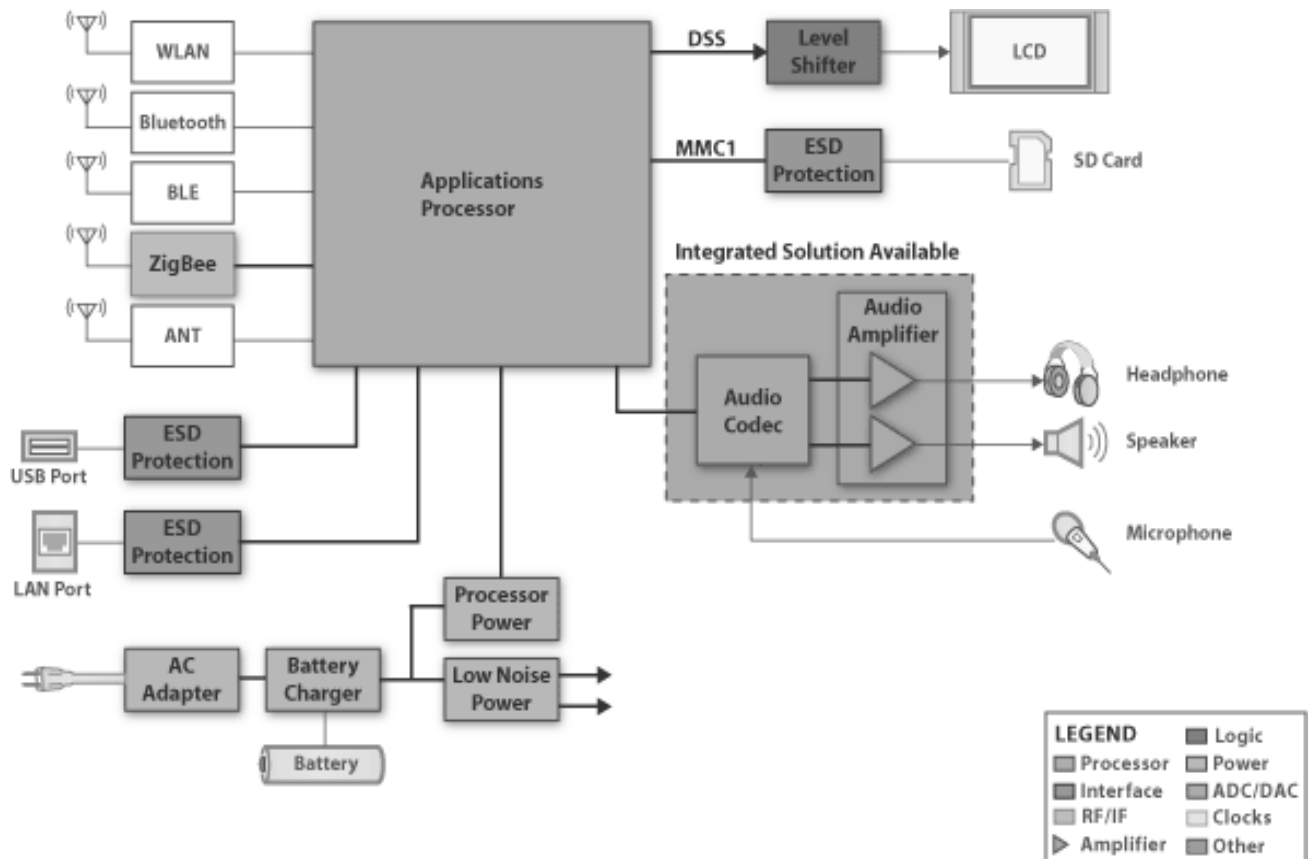 WLAN
Bluetooth
BLE
ZigBee
ANT
Applications
Processor
DSS
Level
Shifter
LCD
MMC1
ESD
Protection
SD Card
Integrated Solution Available
Audio
Amplifier
Audio
Codec
Headphone
Speaker
Microphone
USB Port
ESD
Protection
LAN Port
ESD
Protection
Processor
Power
AC
Adapter
Battery
Charger
Low Noise
Power
Battery
LEGEND
Logic
Processor
Power
Interface
ADC/DAC
RF/IF
Clocks
Amplifier
Other